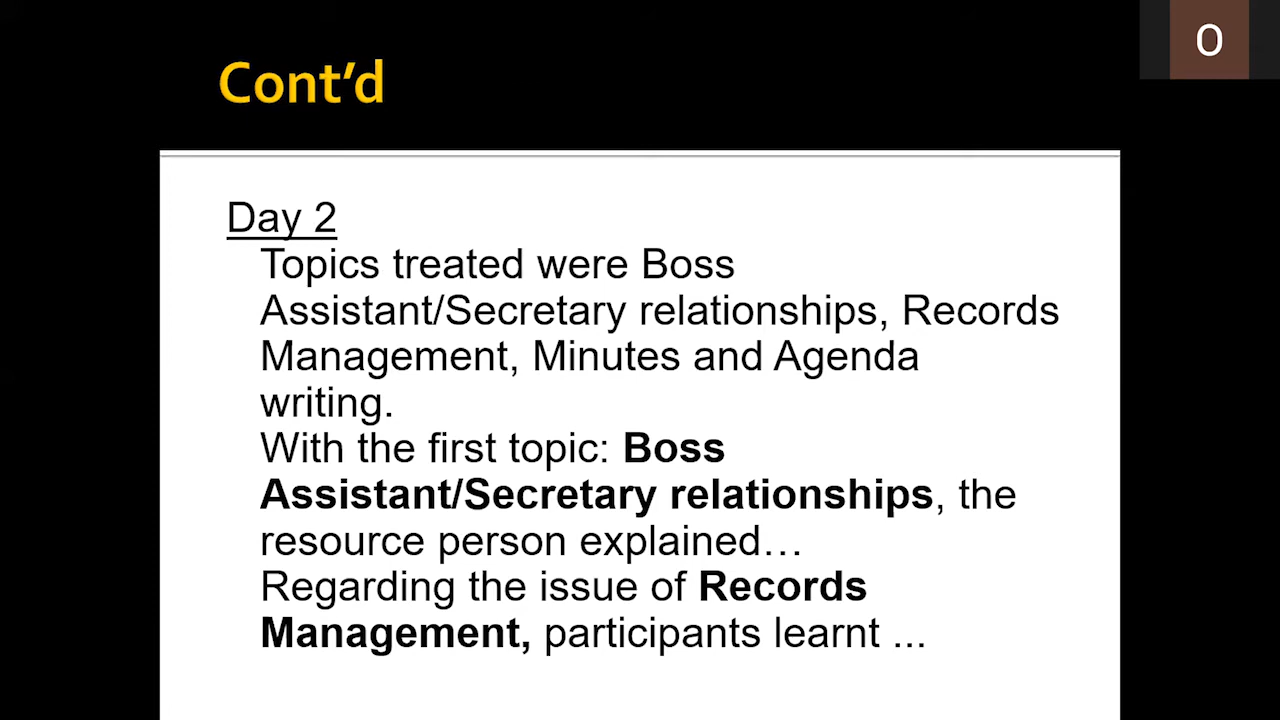 O
Cont’d
Day 2
Topics treated were Boss
Assistant/Secretary relationships, Records
Management, Minutes and Agenda
writing.
With the first topic: Boss
Assistant/Secretary relationships, the
resource person explained…
Regarding the issue of Records
Management, participants learnt ...